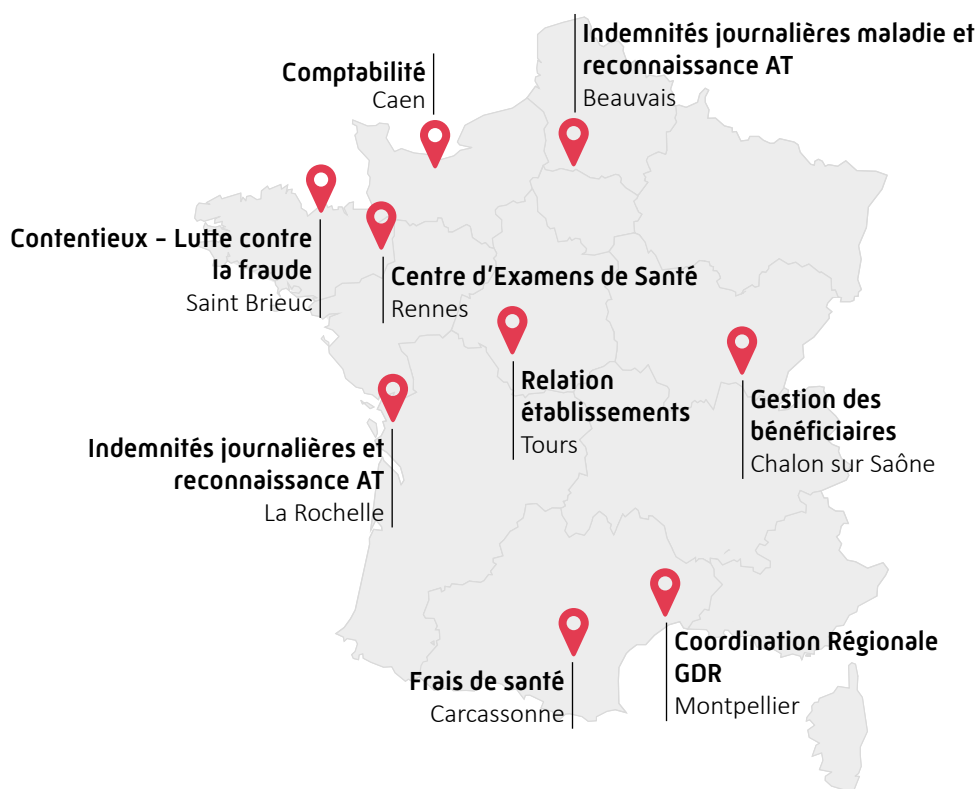 Indemnités journalières maladie et
reconnaissance AT
Beauvais
Comptabilité
Caen
Contentieux - Lutte contre
la fraude
Saint Brieuc
Centre d'Examens de Santé
Rennes
Relation
établissements
Tours
Gestion des
bénéficiaires
Chalon sur Saône
Indemnités journalières et
reconnaissance AT
La Rochelle
Coordination Régionale
GDR
Montpellier
Frais de santé
Carcassonne